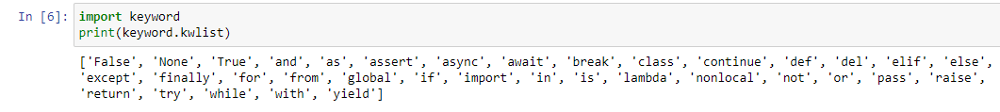 In [6]: import keyword
print(keyword.kwlist)
['False', 'None', 'True', 'and', 'as', 'assert', 'async', 'await', 'break', 'class', 'continue', 'def', 'del', 'elif', 'else',
'except', 'finally', 'for', 'from', 'global', 'if', 'import', 'in', 'is', 'lambda', 'nonlocal', 'not', 'or', 'pass', 'raise',
'return', 'try', 'while', 'with', 'yield']